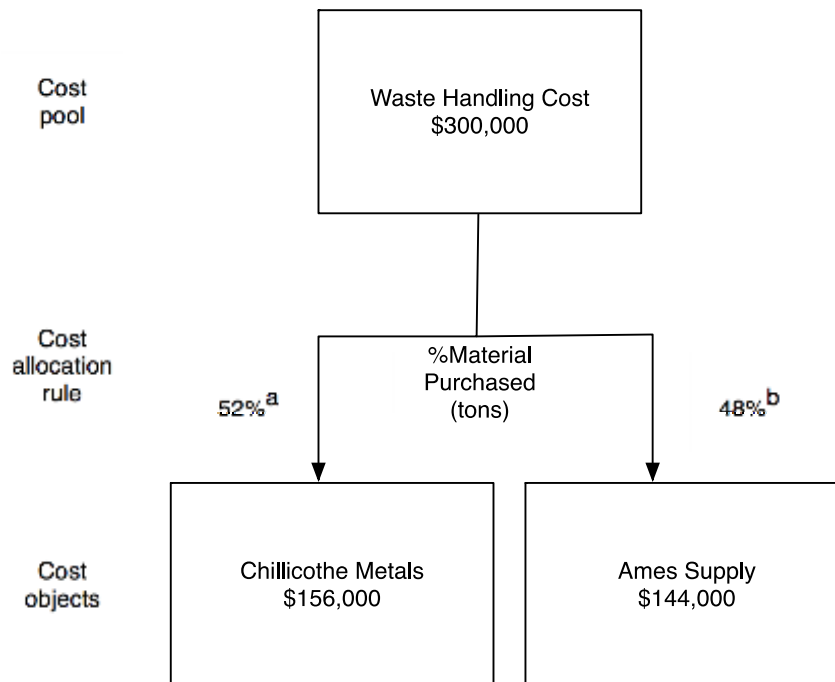 Cost
pool
Waste Handling Cost
$300,000
Cost
allocation
rule
%Material
Purchased
(tons)
52%a
48%b
Cost
objects
Chillicothe Metals
$156,000
Ames Supply
$144,000